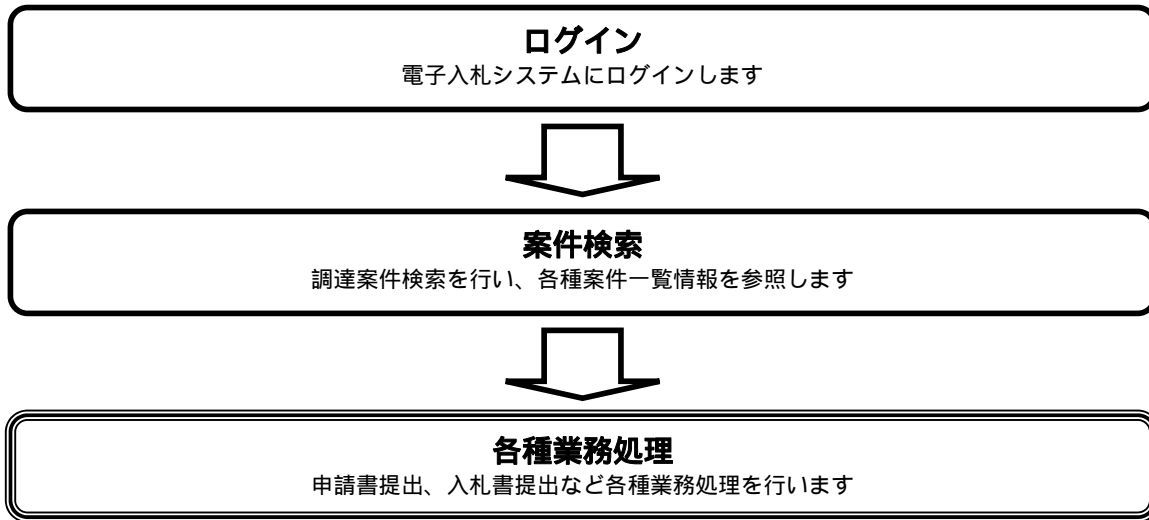 ログイン
電子入札システムにログインします
案件検索
調達案件検索を行い、各種案件一覧情報を参照します
各種業務処理
申請書提出、入札書提出など各種業務処理を行います